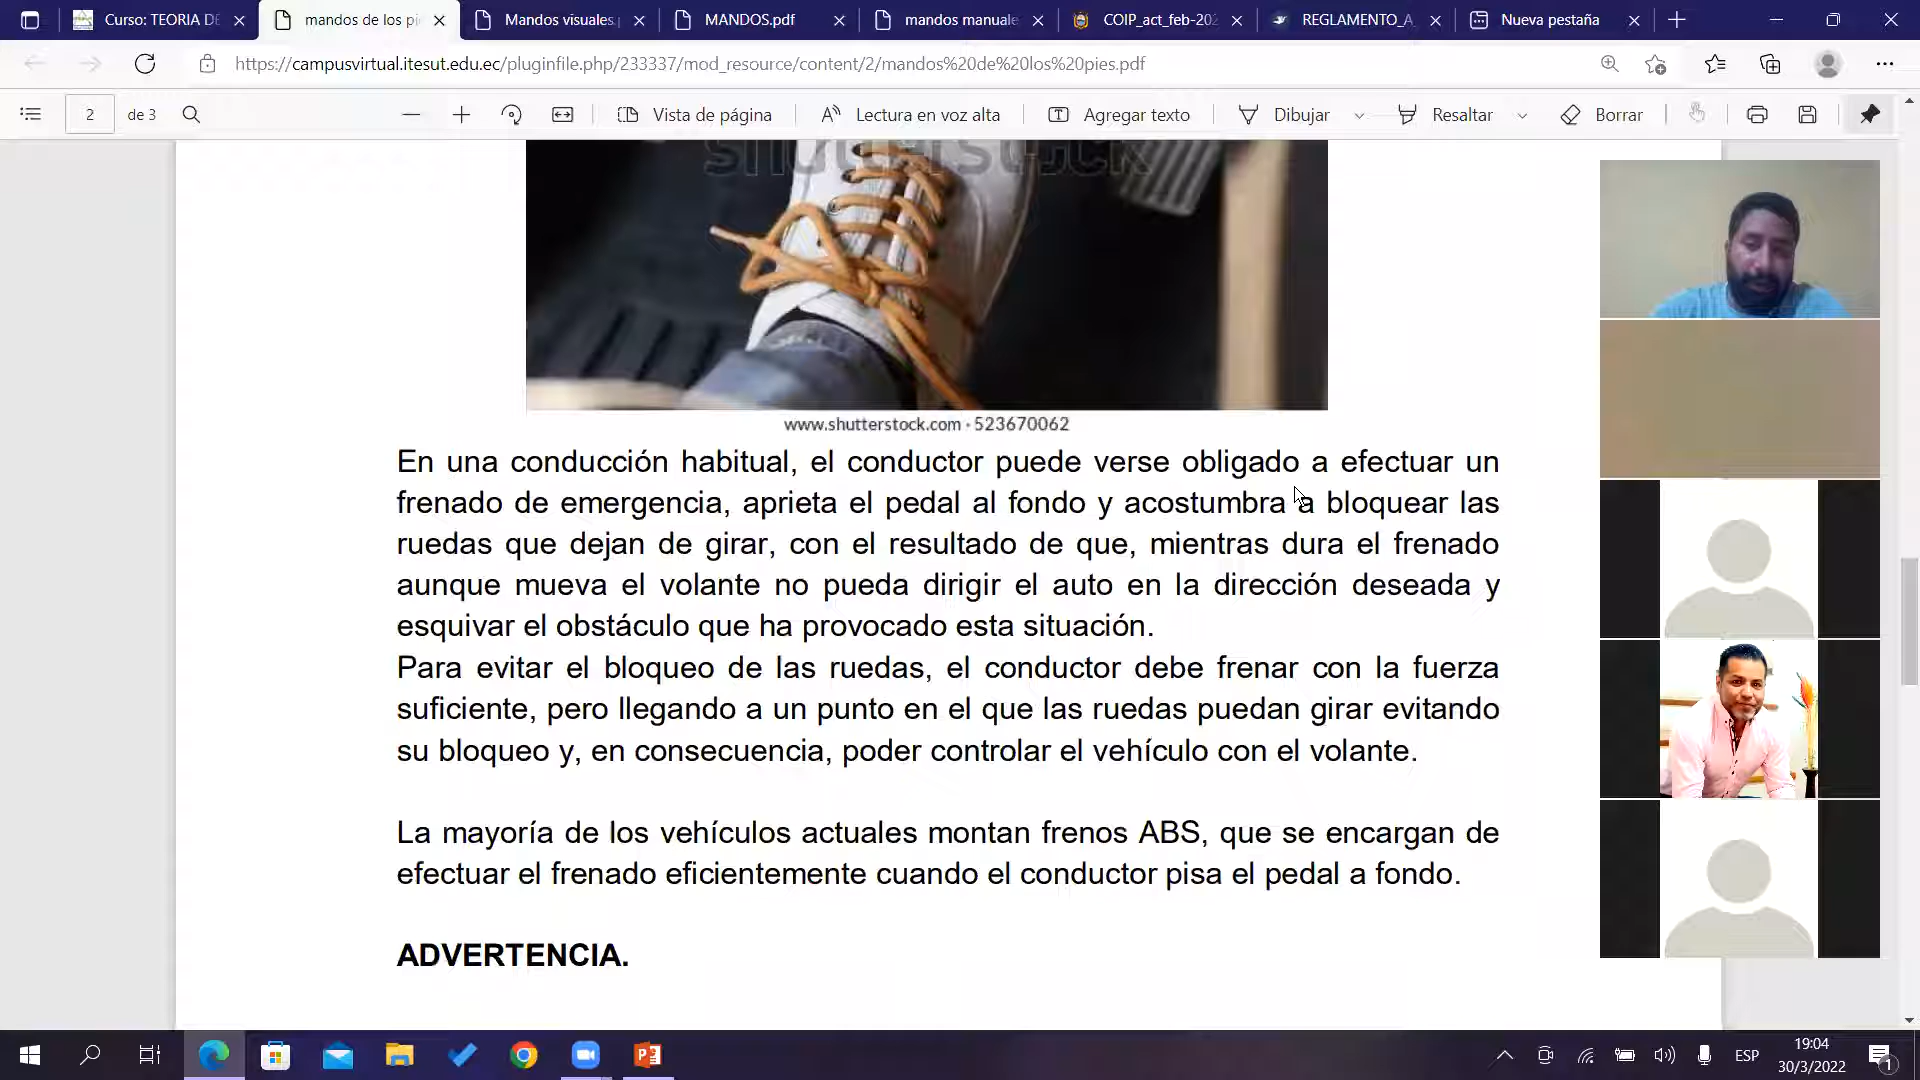 Curso: TEORIA DE
mandos de los pi
Mandos visuales.p
MANDOS.pdf
mandos manuale
COIP_act_feb-202
REGLAMENTO_A
Nueva pestaña
https://campusvirtual.itesut.edu.ec/pluginfile.php/233337/mod_resource/content/2/mandos%20de%20los%20pies.pdf
2 de 3
Vista de página
Lectura en voz alta
Agregar texto
Dibujar
Resaltar
Borrar
shutterstock
www.shutterstock.com · 523670062
En una conducción habitual, el conductor puede verse obligado a efectuar un
frenado de emergencia, aprieta el pedal al fondo y acostumbra a bloquear las
ruedas que dejan de girar, con el resultado de que, mientras dura el frenado
aunque mueva el volante no pueda dirigir el auto en la dirección deseada y
esquivar el obstáculo que ha provocado esta situación.
Para evitar el bloqueo de las ruedas, el conductor debe frenar con la fuerza
suficiente, pero llegando a un punto en el que las ruedas puedan girar evitando
su bloqueo y, en consecuencia, poder controlar el vehículo con el volante.
La mayoría de los vehículos actuales montan frenos ABS, que se encargan de
efectuar el frenado eficientemente cuando el conductor pisa el pedal a fondo.
ADVERTENCIA.
ESP
19:04
30/3/2022
1